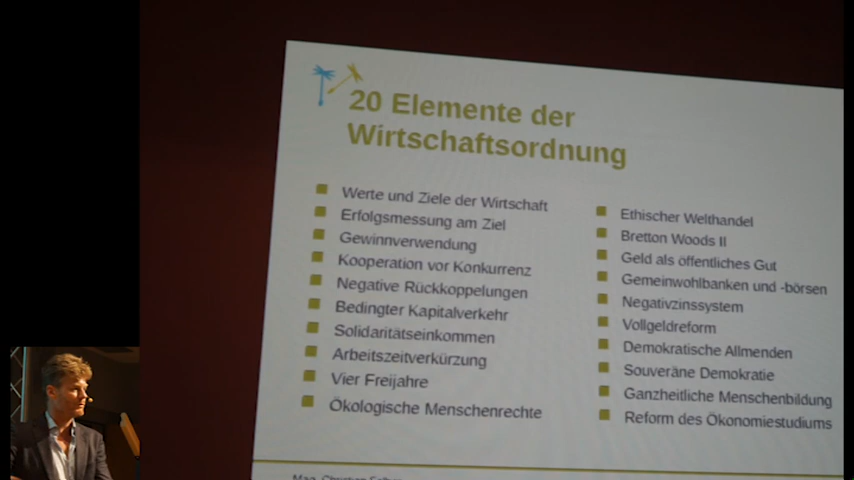 20 Elemente der
Wirtschaftsordnung
Werte und Ziele der Wirtschaft
Erfolgsmessung am Ziel
Gewinnverwendung
Kooperation vor Konkurrenz
Negative Rückkoppelungen
Bedingter Kapitalverkehr
Solidaritätseinkommen
Arbeitszeitverkürzung
Vier Freijahre
Ökologische Menschenrechte
Ethischer Welthandel
Bretton Woods II
Geld als öffentliches Gut
Gemeinwohlbanken und -börsen
Negativzinssystem
Vollgeldreform
Demokratische Allmenden
Souveräne Demokratie
Ganzheitliche Menschenbildung
Reform des Ökonomiestudiums